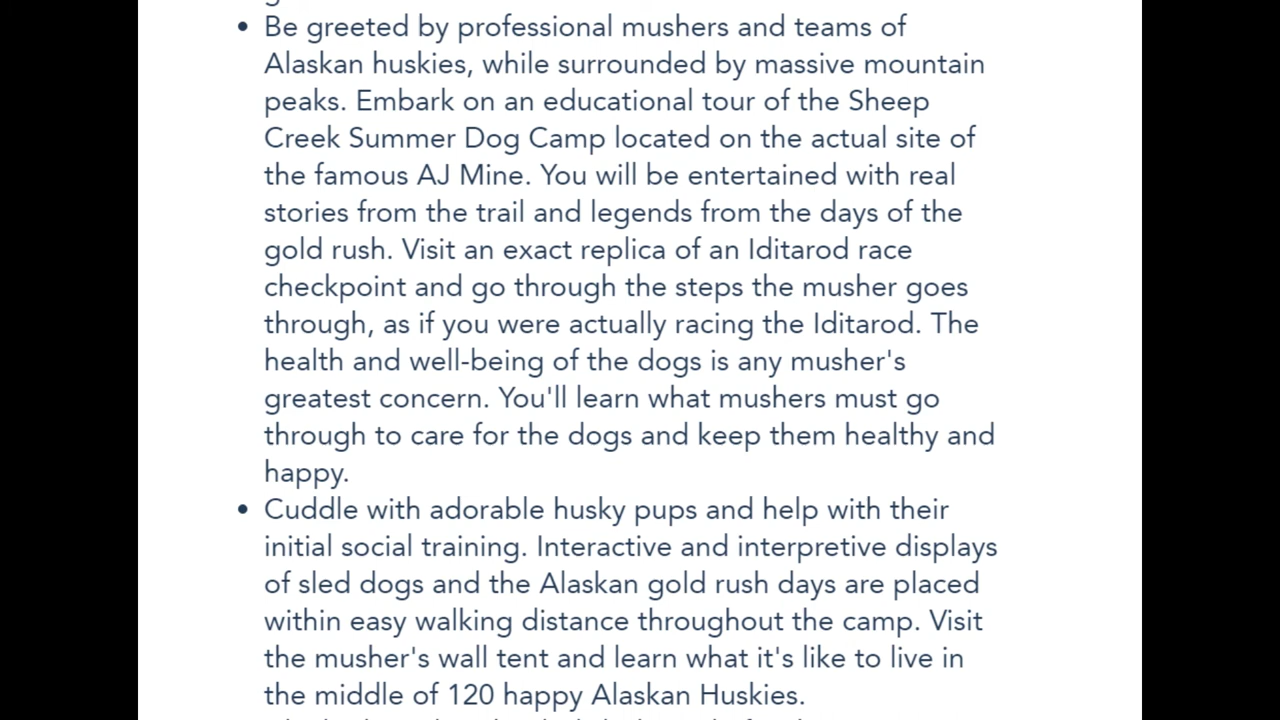 • Be greeted by professional mushers and teams of
Alaskan huskies, while surrounded by massive mountain
peaks. Embark on an educational tour of the Sheep
Creek Summer Dog Camp located on the actual site of
the famous AJ Mine. You will be entertained with real
stories from the trail and legends from the days of the
gold rush. Visit an exact replica of an Iditarod race
checkpoint and go through the steps the musher goes
through, as if you were actually racing the Iditarod. The
health and well-being of the dogs is any musher's
greatest concern. You'll learn what mushers must go
through to care for the dogs and keep them healthy and
happy.
• Cuddle with adorable husky pups and help with their
initial social training. Interactive and interpretive displays
of sled dogs and the Alaskan gold rush days are placed
within easy walking distance throughout the camp. Visit
the musher's wall tent and learn what it's like to live in
the middle of 120 happy Alaskan Huskies.